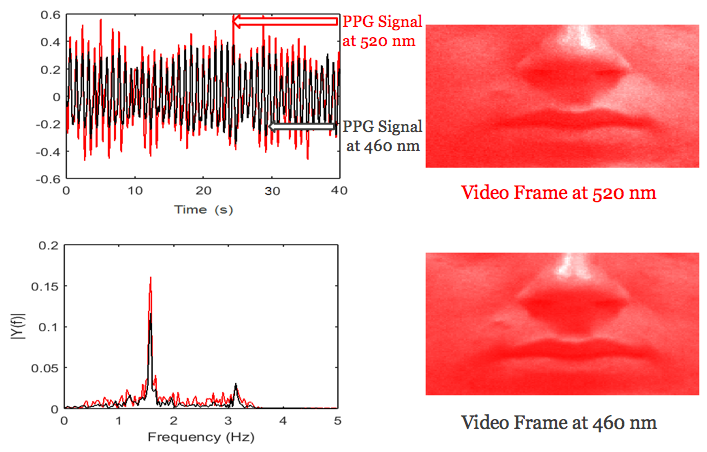 0.6
0.4
0.2
0
-0.2
-0.4
-0.6
0 10 20 30 40
Time (s)
PPG Signal
at 520 nm
PPG Signal
at 460 nm
Video Frame at 520 nm
0.2
0.15
0.1
0.05
0
|Y(f)|
0 1 2 3 4 5
Frequency (Hz)
Video Frame at 460 nm